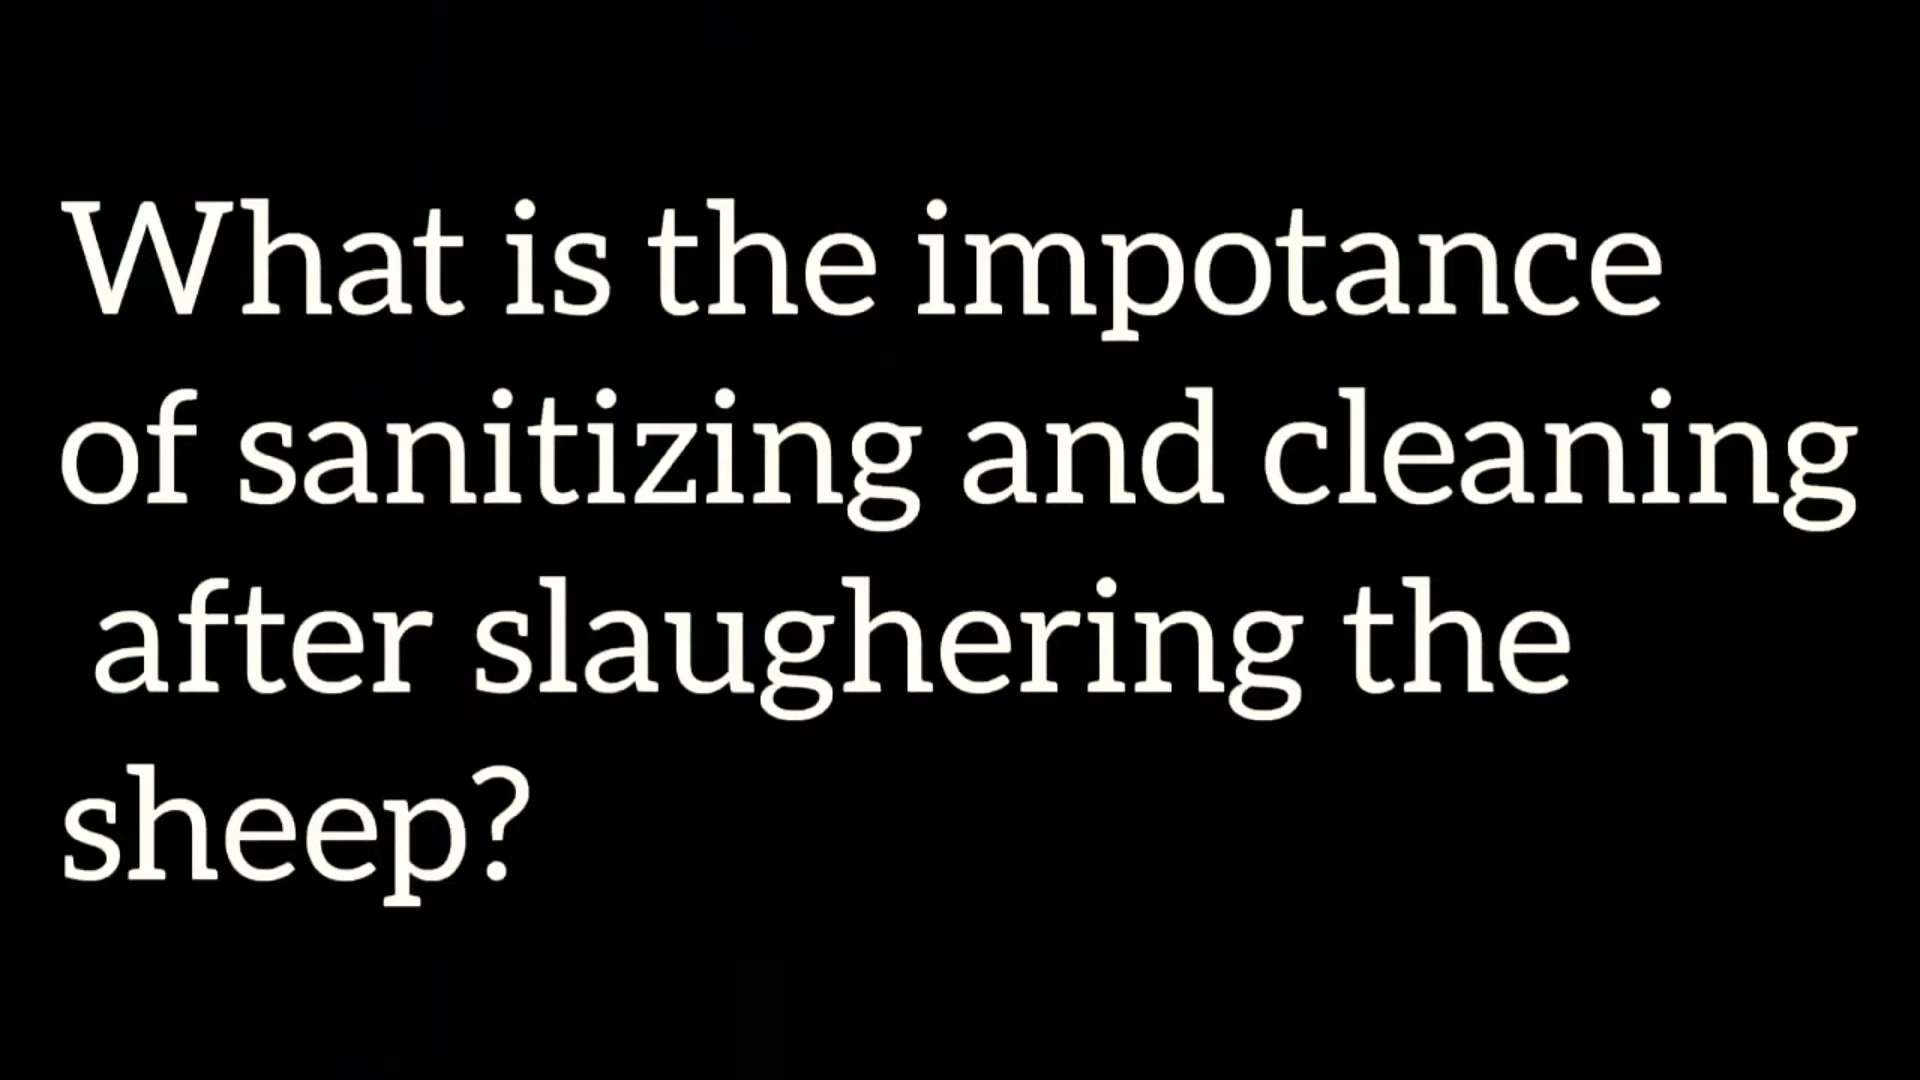 What is the impotance
of sanitizing and cleaning
after slaughering the
sheep?